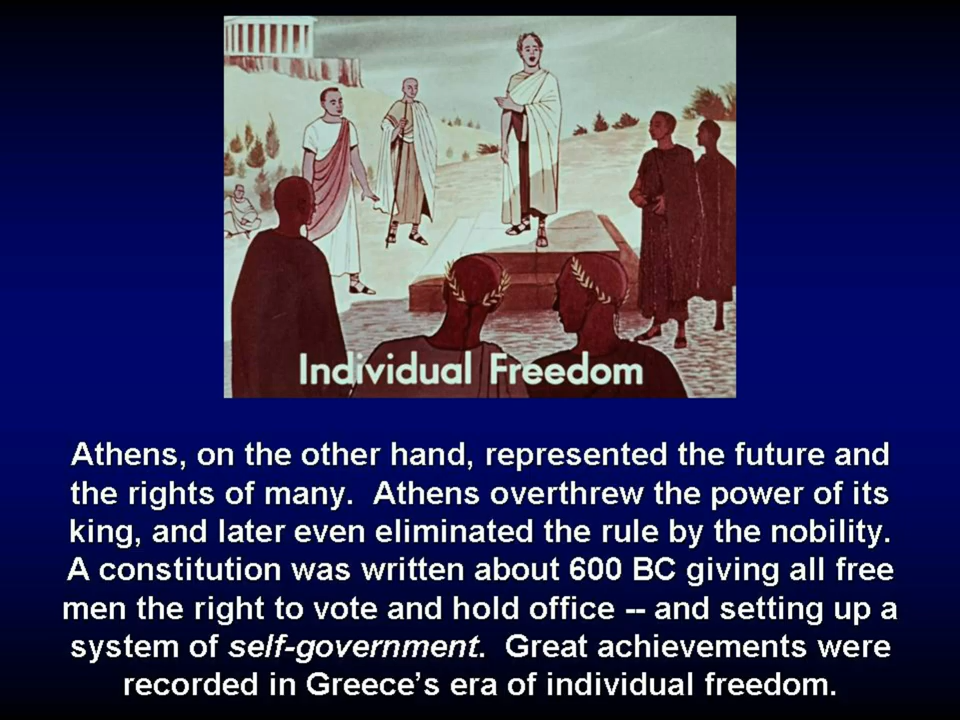 Individual Freedom
Athens, on the other hand, represented the future and
the rights of many.  Athens overthrew the power of its
king, and later even eliminated the rule by the nobility.
A constitution was written about 600 BC giving all free
men the right to vote and hold office -- and setting up a
system of self-government.  Great achievements were
recorded in Greece's era of individual freedom.